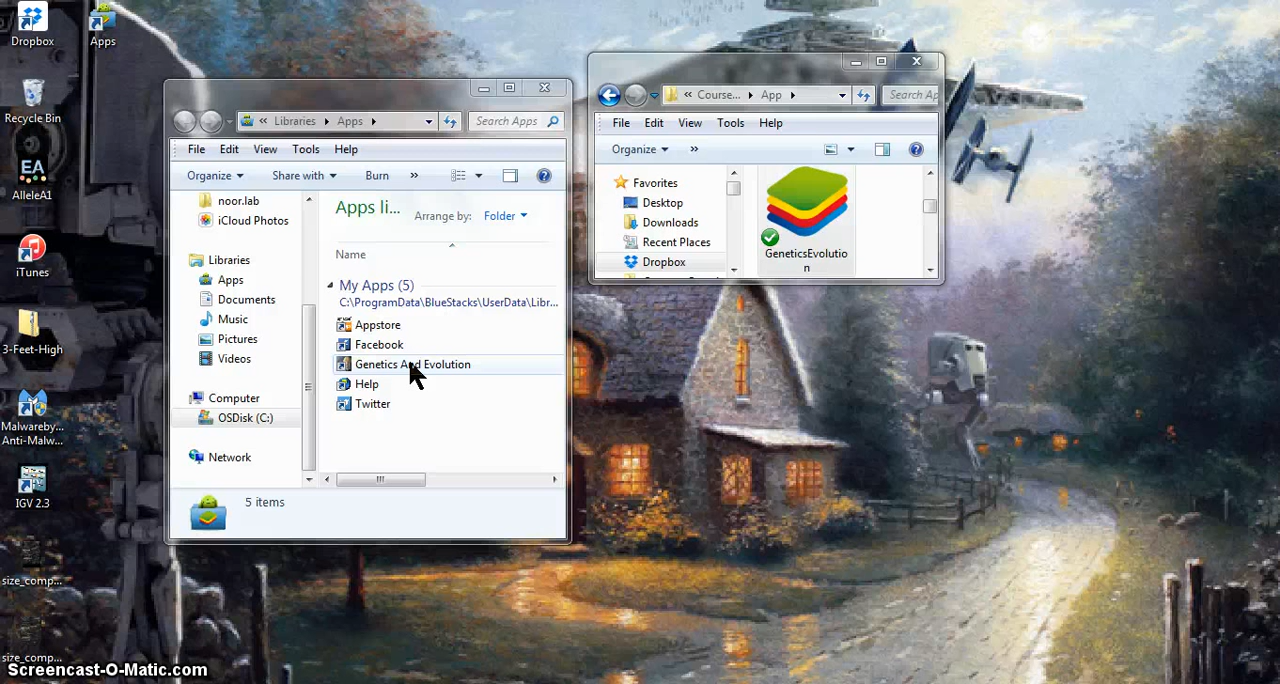 Dropbox
Apps
Recycle Bin
EA
AlleleA1
iTunes
3-Feet-High
Malwareby...
Anti-Malw...
IGV 2.3
size_comp...
size_comp...
« Libraries Apps
Search Apps
File Edit View Tools Help
Organize Share with Burn »
noor.lab
iCloud Photos
Libraries
Apps
Documents
Music
Pictures
Videos
Computer
OSDisk (C:)
Network
Apps li...
Arrange by: Folder
Name
My Apps (5)
C:\ProgramData\BlueStacks\UserData\Libr...
Appstore
Facebook
Genetics And Evolution
Help
Twitter
5 items
« Course... App
Search Ap
File Edit View Tools Help
Organize »
Favorites
Desktop
Downloads
Recent Places
Dropbox
GeneticsEvolutio
n
Screencast-O-Matic.com